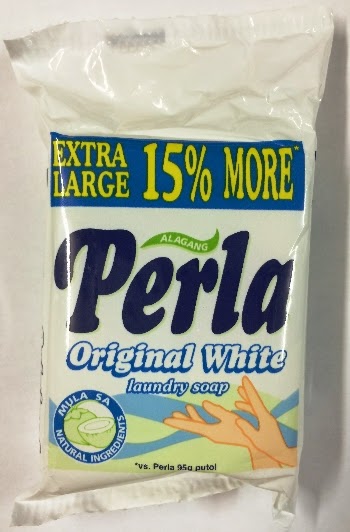 EXTRA LARGE 15% MORE*
ALAGANG
Perla
Original White
laundry soap
MULA SA
NATURAL INGREDIENTS
*vs. Perla 95g putol